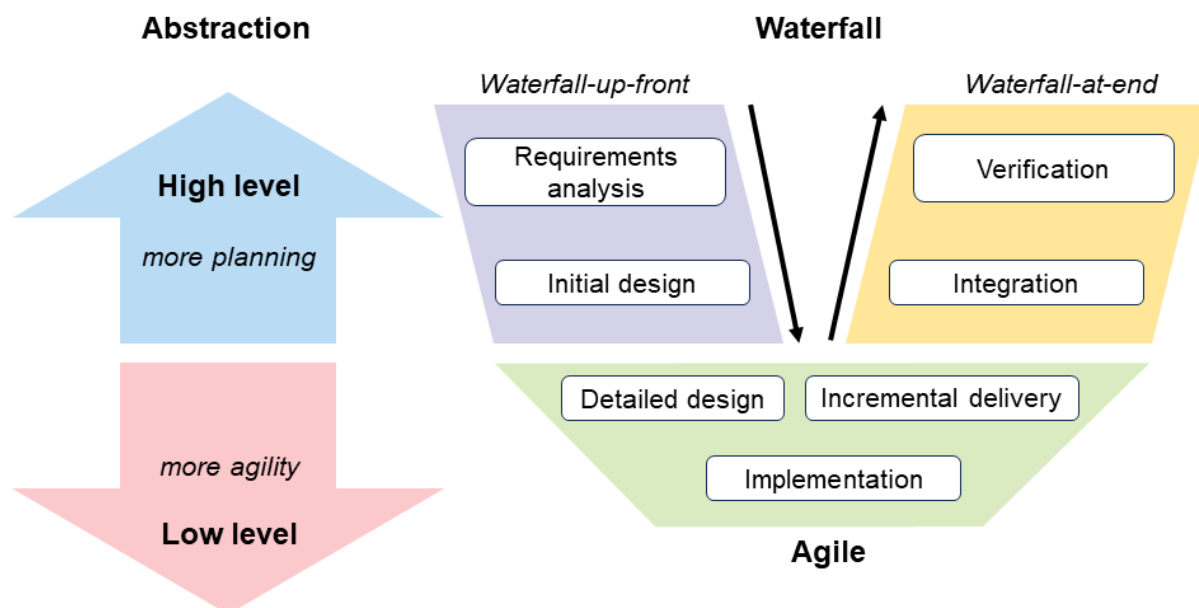 Abstraction
High level
more planning
more agility
Low level
Waterfall
Waterfall-up-front
Requirements
analysis
Initial design
Waterfall-at-end
Verification
Integration
Detailed design
Incremental delivery
Implementation
Agile